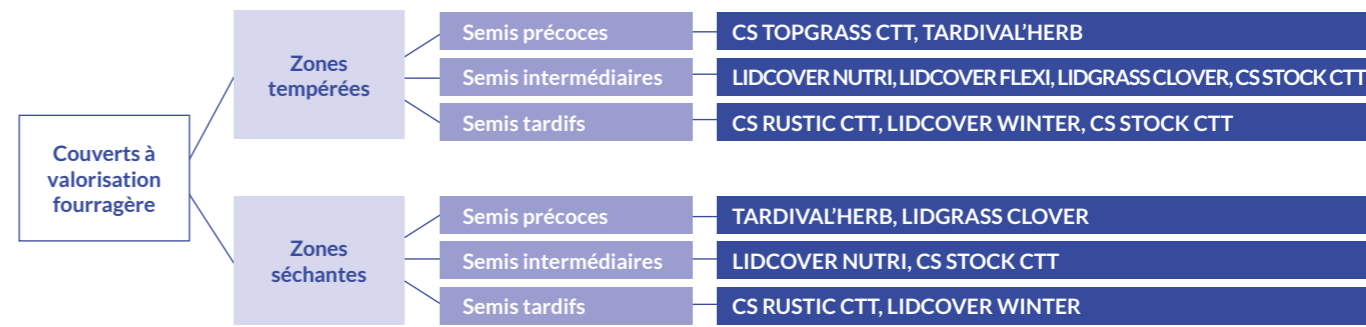 Couverts à
valorisation
fourragère
Zones
tempérées
Semis précoces
CS TOPGRASS CTT, TARDIVAL'HERB
Semis intermédiaires
LIDCOVER NUTRI, LIDCOVER FLEXI, LIDGRASS CLOVER, CS STOCK CTT
Semis tardifs
CS RUSTIC CTT, LIDCOVER WINTER, CS STOCK CTT
Zones
séchantes
Semis précoces
TARDIVAL'HERB, LIDGRASS CLOVER
Semis intermédiaires
LIDCOVER NUTRI, CS STOCK CTT
Semis tardifs
CS RUSTIC CTT, LIDCOVER WINTER